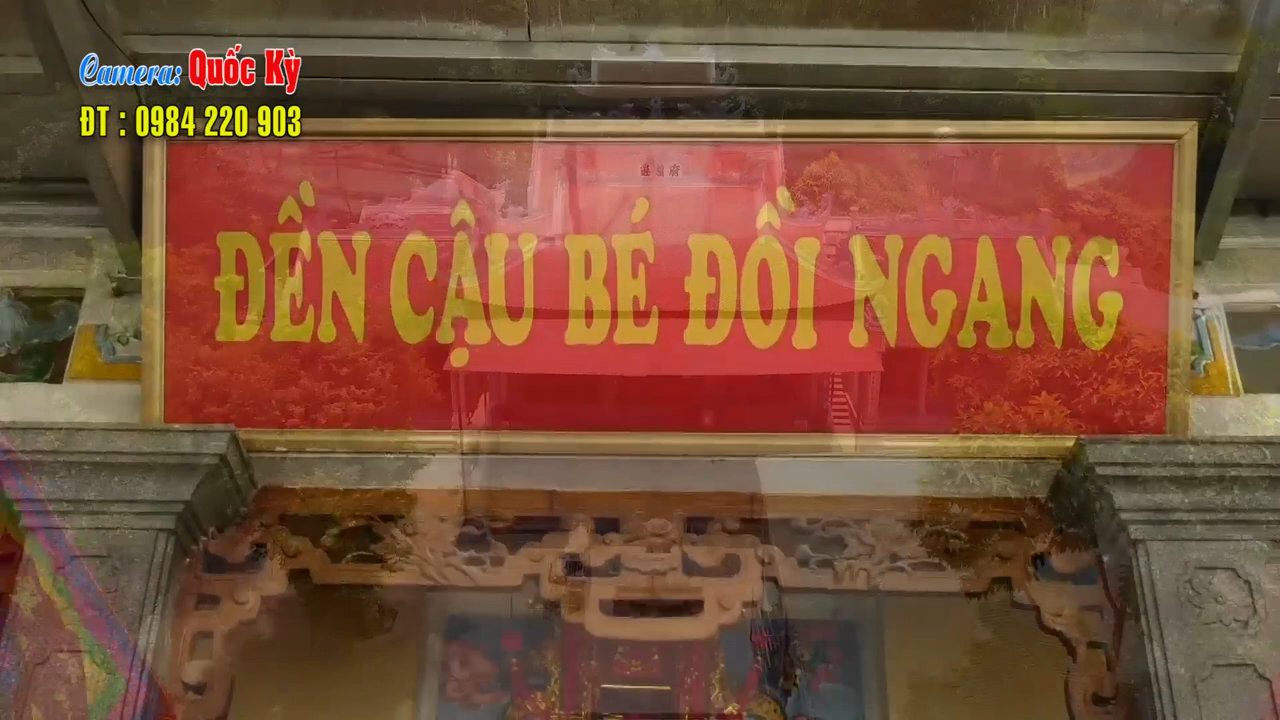 Camera: Quốc Kỳ
ĐT : 0984 220 903
ĐỀN CẬU BÉ ĐỒI NGANG